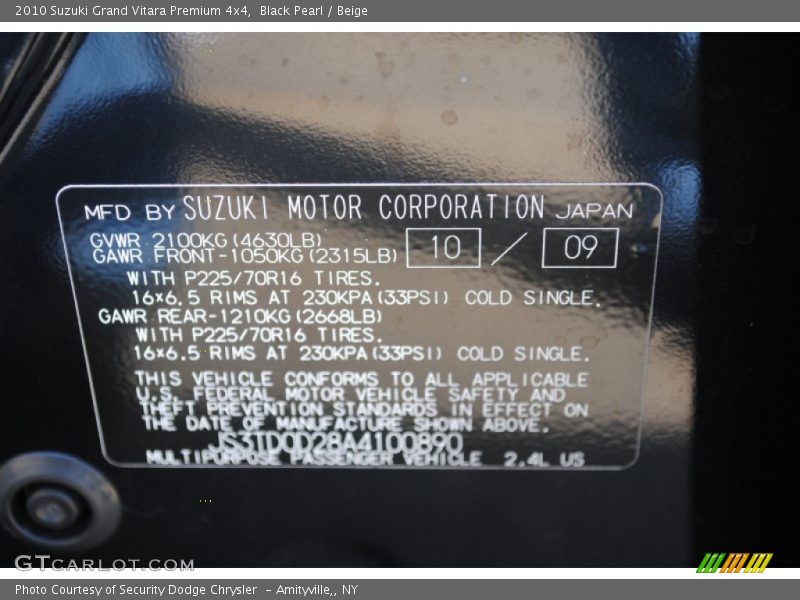 2010 Suzuki Grand Vitara Premium 4x4, Black Pearl / Beige
MFD BY SUZUKI MOTOR CORPORATION JAPAN
GVWR 2100KG(4630LB)
GAWR FRONT-1050KG(2315LB) 10 / 09
WITH P225/70R16 TIRES.
16×6.5 RIMS AT 230KPA(33PSI) COLD SINGLE.
GAWR REAR-1210KG(2668LB)
WITH P225/70R16 TIRES.
16×6.5 RIMS AT 230KPA(33PSI) COLD SINGLE.
THIS VEHICLE CONFORMS TO ALL APPLICABLE
U.S. FEDERAL MOTOR VEHICLE SAFETY AND
THEFT PREVENTION STANDARDS IN EFFECT ON
THE DATE OF MANUFACTURE SHOWN ABOVE.
JS3TD0D28A4100890
MULTIPURPOSE PASSENGER VEHICLE 2.4L US
GTCARLOT.COM
Photo Courtesy of Security Dodge Chrysler - Amityville,, NY